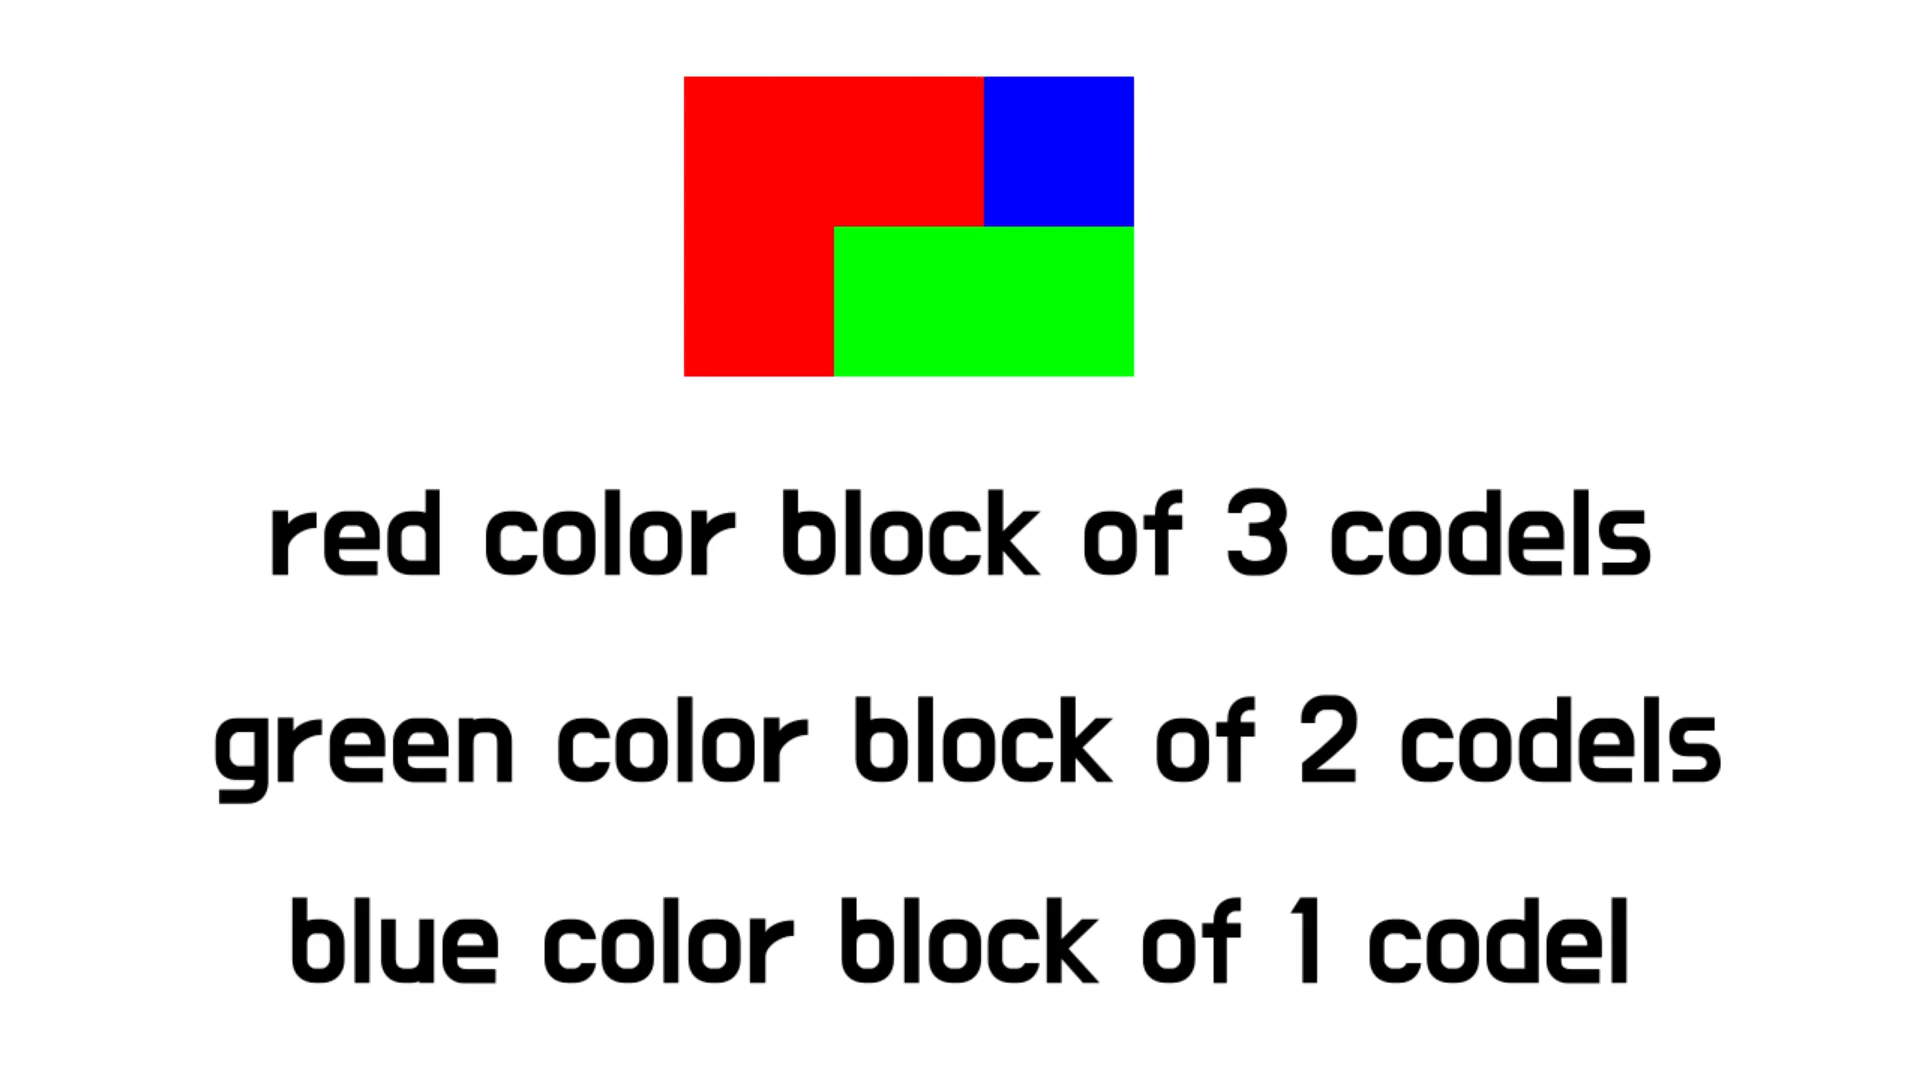 red color block of 3 codels
green color block of 2 codels
blue color block of 1 codel